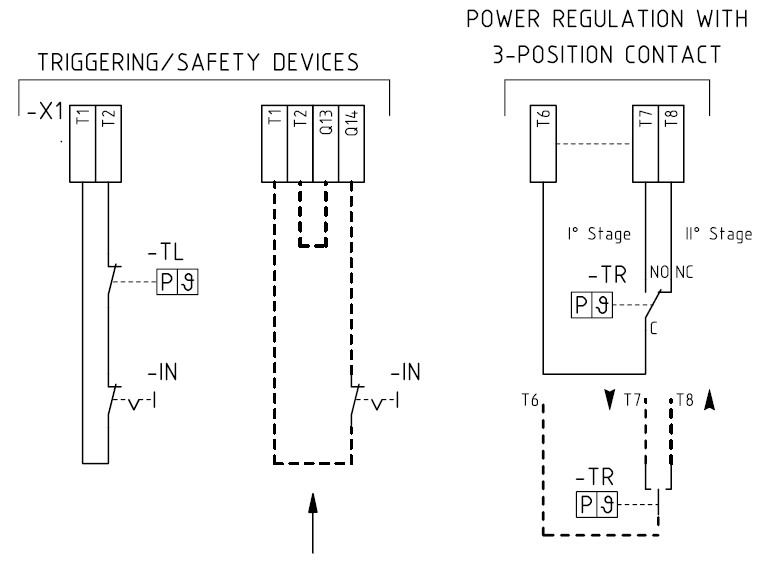 POWER REGULATION WITH
3-POSITION CONTACT
TRIGGERING/SAFETY DEVICES
-X1
T1 T2
T1 T2 Q13 Q14
T6 T7 T8
I° Stage II° Stage
-TL
P ϑ
-TR
NO NC
P ϑ
C
-IN
-IN
T6 T7 T8
-TR
P ϑ